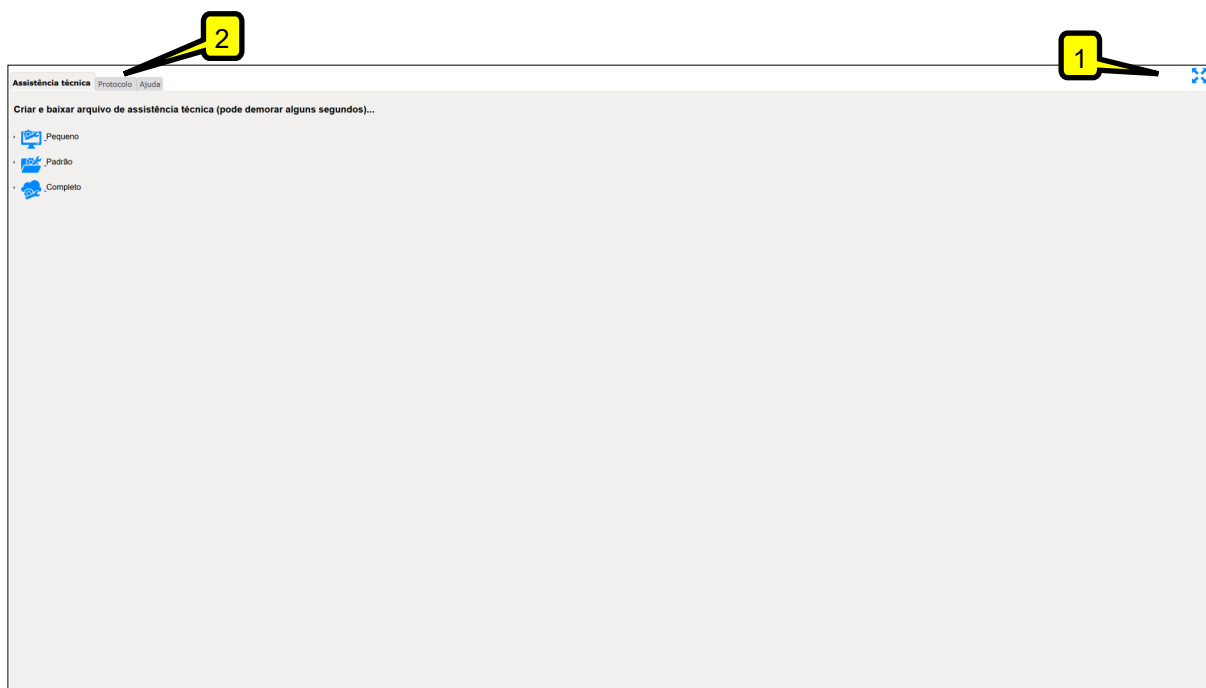 2
1
Assistência técnica Protocolo Ajuda
Criar e baixar arquivo de assistência técnica (pode demorar alguns segundos)...
Pequeno
Padrão
Completo